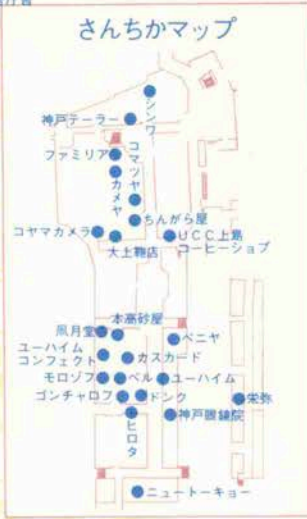 さんちかマップ
シンワ
神戸テーラー
ファミリア
コマツヤ
カメヤ
ちんがら屋
コヤマカメラ
大上鞄店
UCC上島
コーヒーショプ
本高砂屋
風月堂
ベニヤ
ユーハイム
コンフェクト
カスカード
モロゾフ
ベル
ユーハイム
ゴンチャロフ
ドンク
栄弥
ヒロタ
神戸眼鏡院
ニュートーキョー